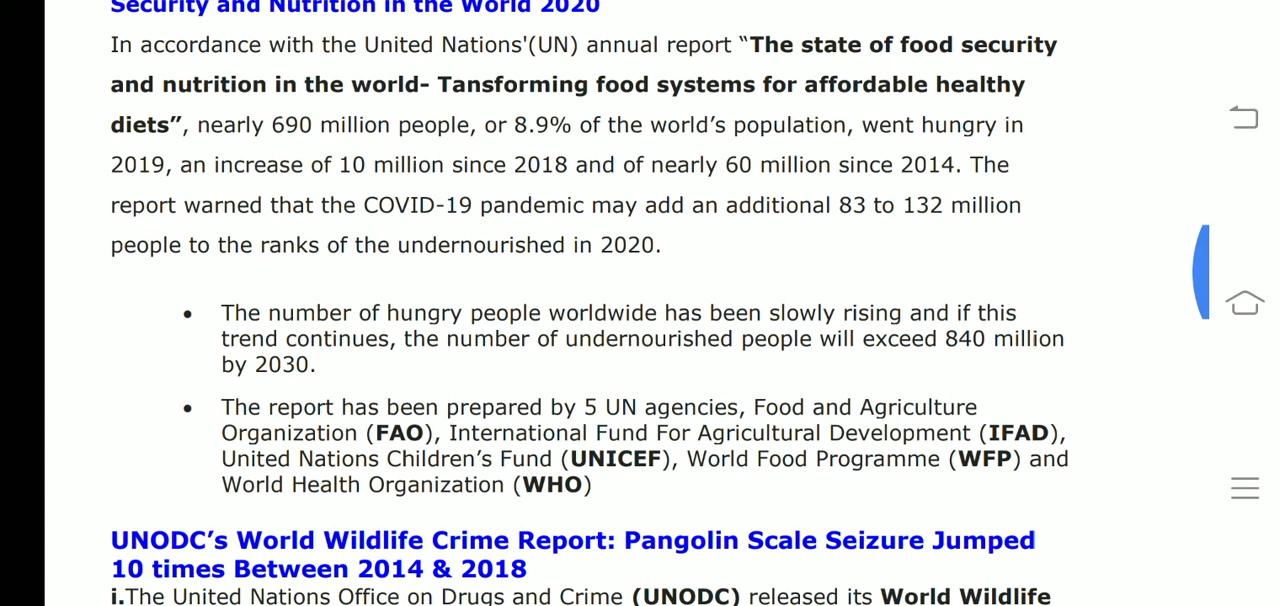 Security and Nutrition in the World 2020
In accordance with the United Nations'(UN) annual report “The state of food security
and nutrition in the world- Tansforming food systems for affordable healthy
diets”, nearly 690 million people, or 8.9% of the world’s population, went hungry in
2019, an increase of 10 million since 2018 and of nearly 60 million since 2014. The
report warned that the COVID-19 pandemic may add an additional 83 to 132 million
people to the ranks of the undernourished in 2020.
• The number of hungry people worldwide has been slowly rising and if this
trend continues, the number of undernourished people will exceed 840 million
by 2030.
• The report has been prepared by 5 UN agencies, Food and Agriculture
Organization (FAO), International Fund For Agricultural Development (IFAD),
United Nations Children’s Fund (UNICEF), World Food Programme (WFP) and
World Health Organization (WHO)
UNODC’s World Wildlife Crime Report: Pangolin Scale Seizure Jumped
10 times Between 2014 & 2018
i.The United Nations Office on Drugs and Crime (UNODC) released its World Wildlife